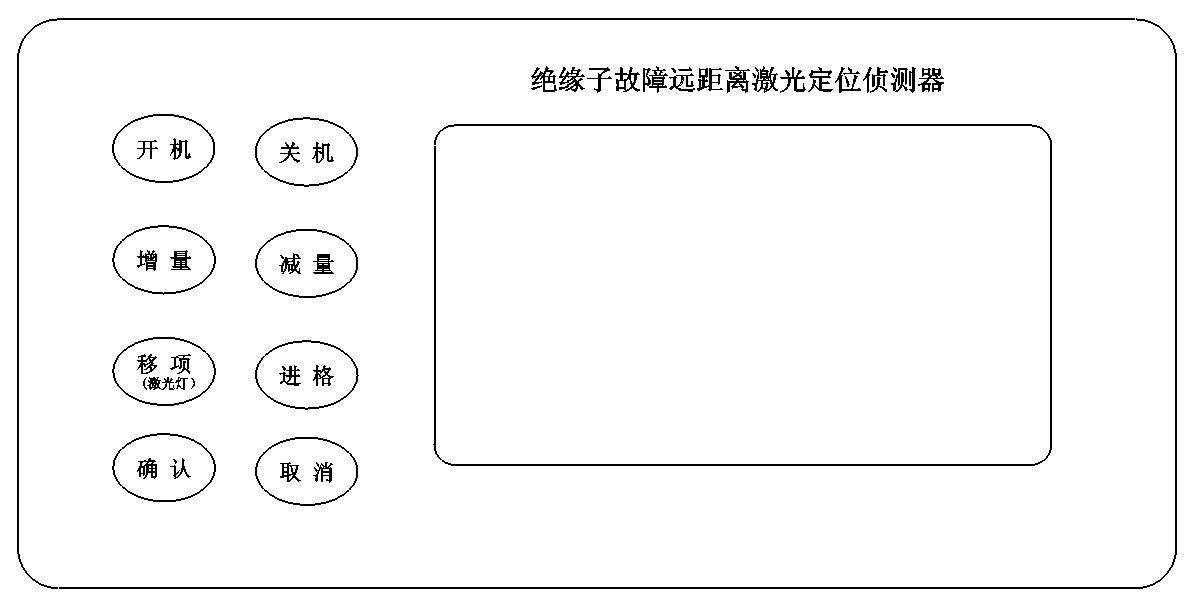 绝缘子故障远距离激光定位侦测器
开 机
关 机
增 量
减 量
移 项
（激光灯）
进 格
确 认
取 消